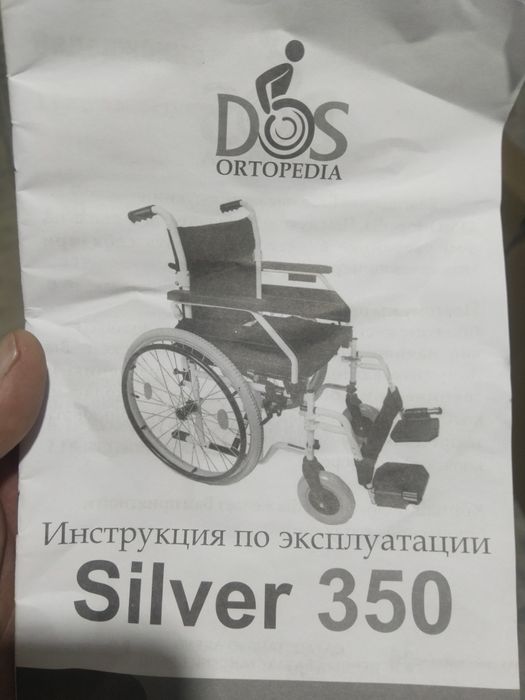 DOS
ORTOPEDIA
Инструкция по эксплуатации
Silver 350